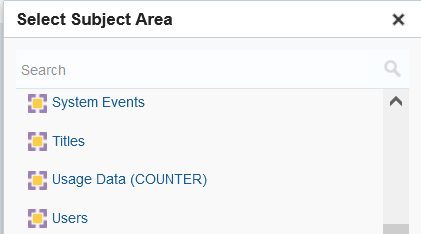 Select Subject Area
Search
System Events
Titles
Usage Data (COUNTER)
Users